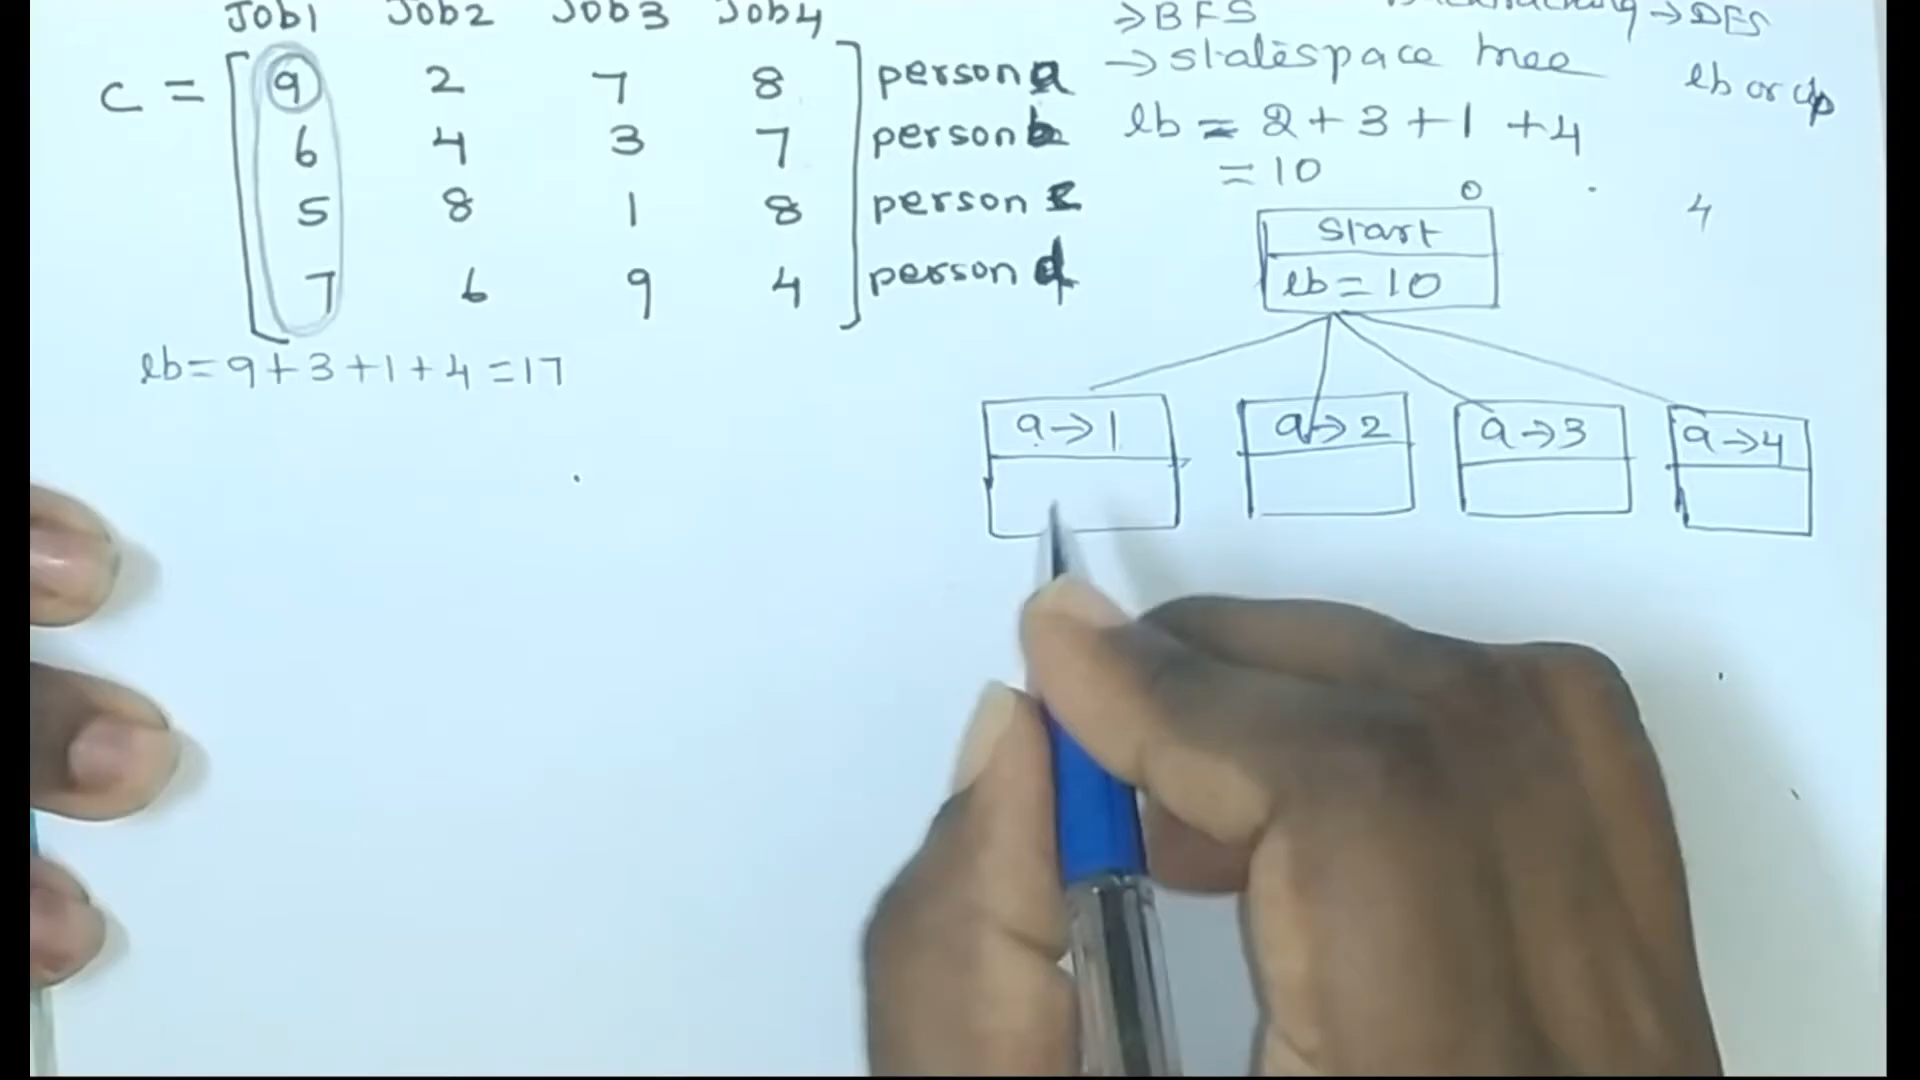 Job1 Job2 Job3 Job4
C = 9 2 7 8 person a
6 4 3 7 person b
5 8 1 8 person c
7 6 9 4 person d
lb = 9+3+1+4 = 17
→ BFS → DFS
→ statespace tree
lb or up
lb = 2+3+1+4
= 10
0
4
Start
lb = 10
a→1 a→2 a→3 a→4